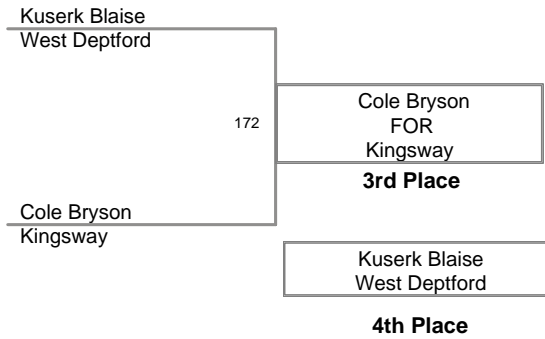 Kuserk Blaise
West Deptford
172
Cole Bryson
FOR
Kingsway
3rd Place
Cole Bryson
Kingsway
Kuserk Blaise
West Deptford
4th Place